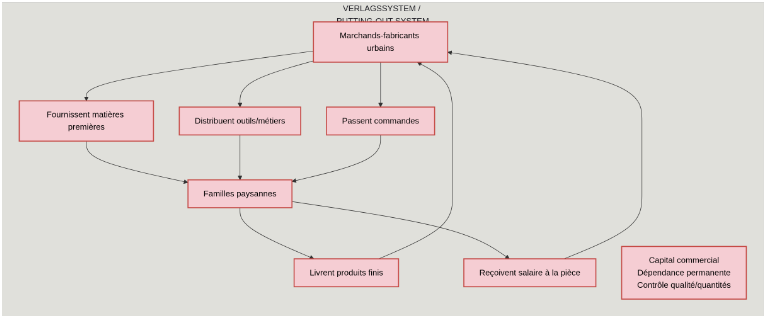 VERLAGSSYSTEM /
PUTTING-OUT SYSTEM
Marchands-fabricants
urbains
Fournissent matières
premières
Distribuent outils/métiers
Passent commandes
Familles paysannes
Livrent produits finis
Reçoivent salaire à la pièce
Capital commercial
Dépendance permanente
Contrôle qualité/quantités